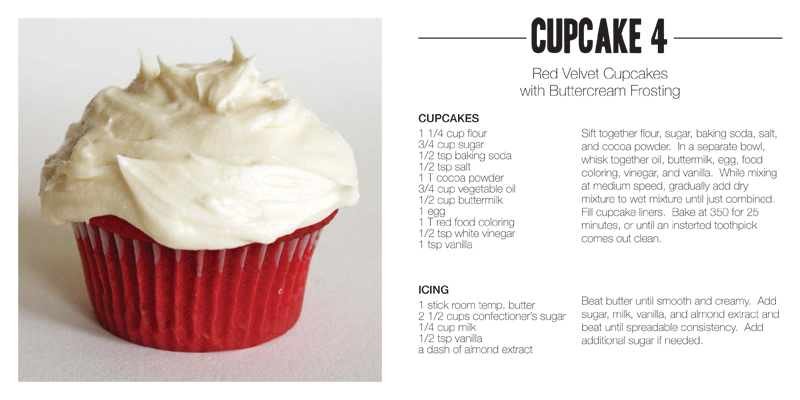 CUPCAKE 4
Red Velvet Cupcakes
with Buttercream Frosting
CUPCAKES
1 1/4 cup flour
3/4 cup sugar
1/2 tsp baking soda
1/2 tsp salt
1 T cocoa powder
3/4 cup vegetable oil
1/2 cup buttermilk
1 egg
1 T red food coloring
1/2 tsp white vinegar
1 tsp vanilla
Sift together flour, sugar, baking soda, salt,
and cocoa powder. In a separate bowl,
whisk together oil, buttermilk, egg, food
coloring, vinegar, and vanilla. While mixing
at medium speed, gradually add dry
mixture to wet mixture until just combined.
Fill cupcake liners. Bake at 350 for 25
minutes, or until an insterted toothpick
comes out clean.
ICING
1 stick room temp. butter
2 1/2 cups confectioner's sugar
1/4 cup milk
1/2 tsp vanilla
a dash of almond extract
Beat butter until smooth and creamy. Add
sugar, milk, vanilla, and almond extract and
beat until spreadable consistency. Add
additional sugar if needed.